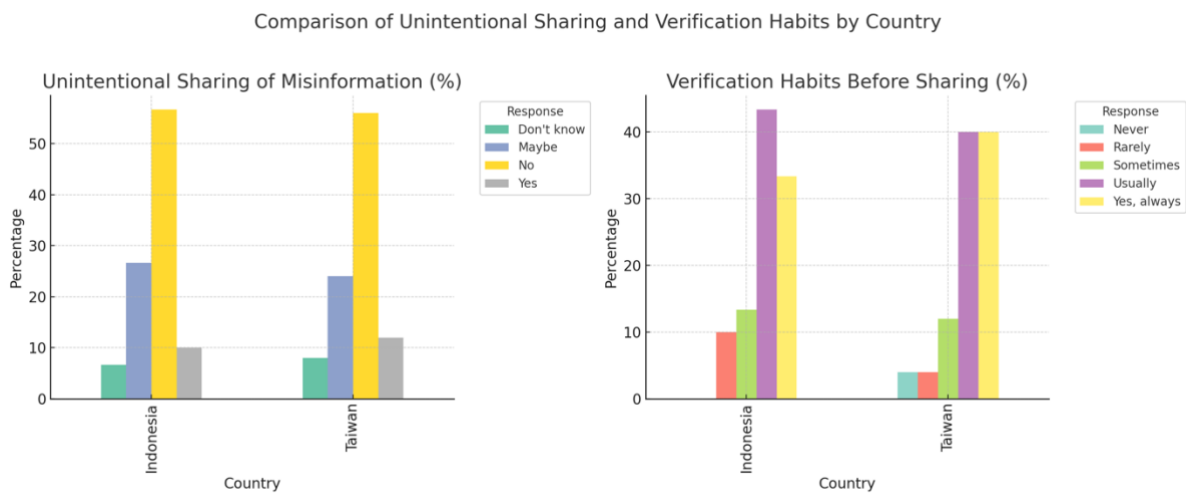 Comparison of Unintentional Sharing and Verification Habits by Country
Unintentional Sharing of Misinformation (%)
Percentage
50
40
30
20
10
0
Indonesia
Taiwan
Country
Response
Don't know
Maybe
No
Yes
Verification Habits Before Sharing (%)
Percentage
40
30
20
10
0
Indonesia
Taiwan
Country
Response
Never
Rarely
Sometimes
Usually
Yes, always